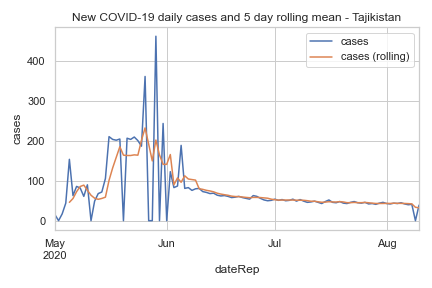 New COVID-19 daily cases and 5 day rolling mean - Tajikistan
cases
cases (rolling)
400
300
200
100
0
cases
May
2020
Jun
Jul
Aug
dateRep